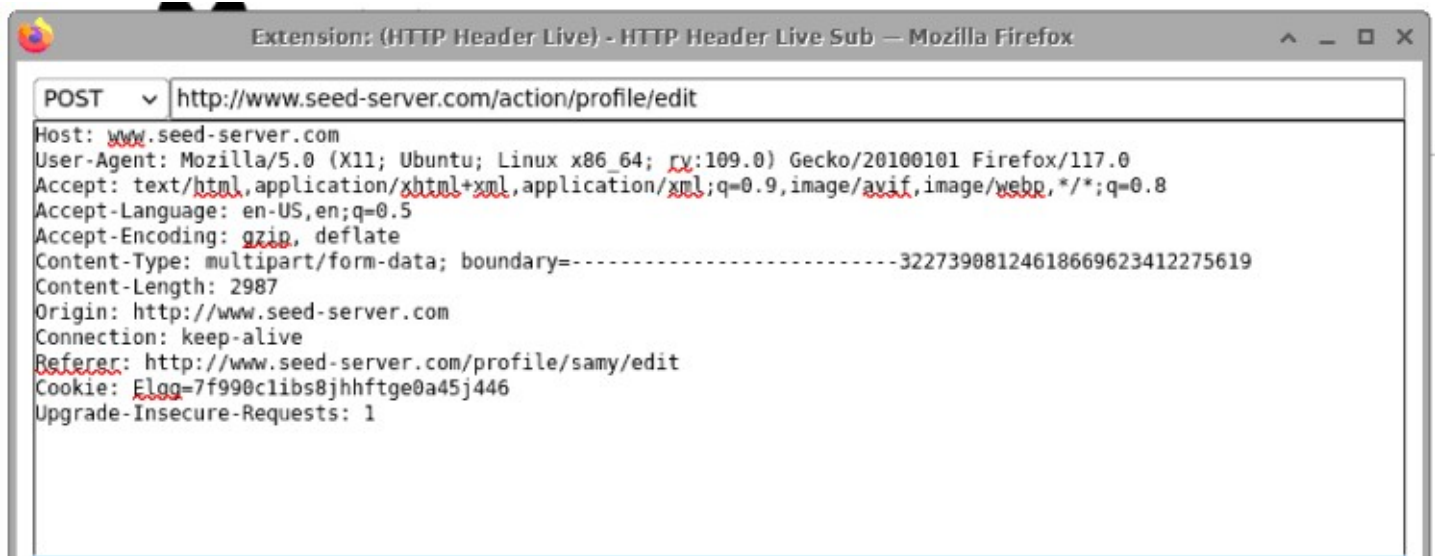 Extension: (HTTP Header Live) - HTTP Header Live Sub — Mozilla Firefox
POST http://www.seed-server.com/action/profile/edit
Host: www.seed-server.com
User-Agent: Mozilla/5.0 (X11; Ubuntu; Linux x86_64; rv:109.0) Gecko/20100101 Firefox/117.0
Accept: text/html,application/xhtml+xml,application/xml;q=0.9,image/avif,image/webp,*/*;q=0.8
Accept-Language: en-US,en;q=0.5
Accept-Encoding: gzip, deflate
Content-Type: multipart/form-data; boundary=---------------------------32273908124618669623412275619
Content-Length: 2987
Origin: http://www.seed-server.com
Connection: keep-alive
Referer: http://www.seed-server.com/profile/samy/edit
Cookie: Elgg=7f990c1ibs8jhhftge0a45j446
Upgrade-Insecure-Requests: 1